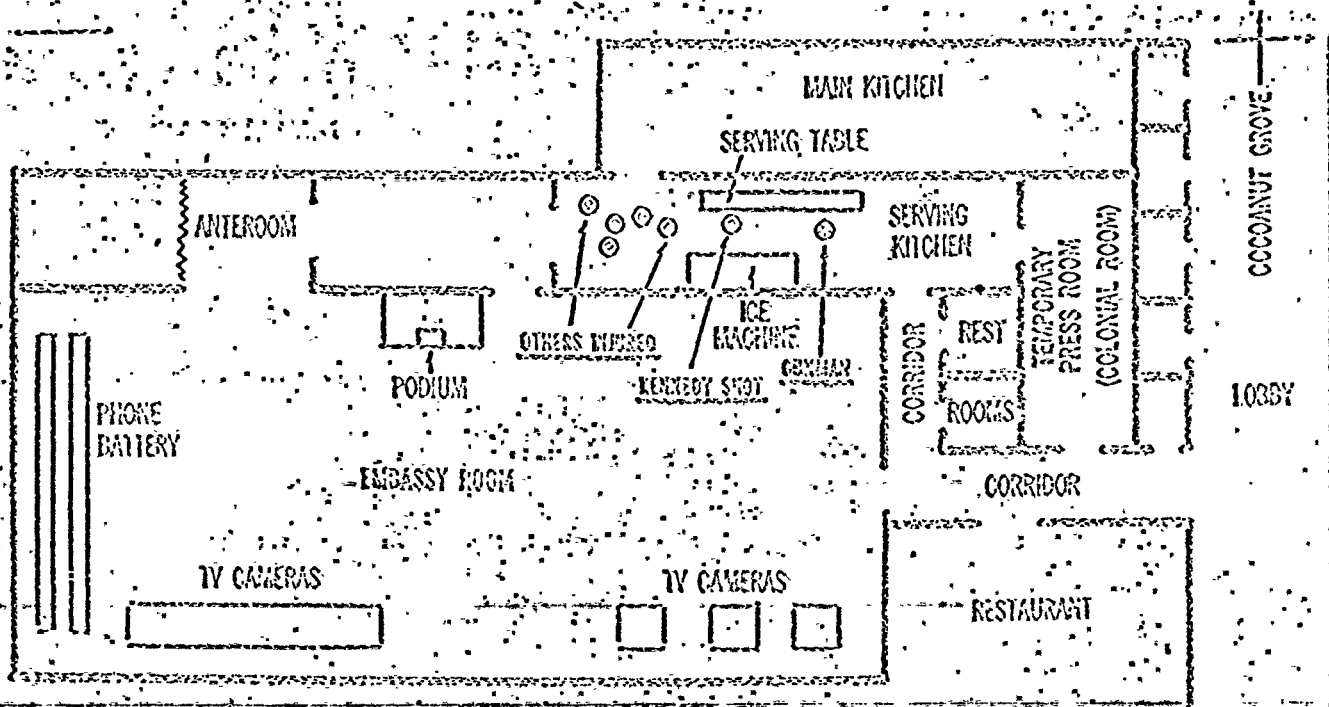 MAIN KITCHEN
SERVING TABLE
ANTEROOM
SERVING
KITCHEN
TEMPORARY
PRESS ROOM
(COLONIAL ROOM)
COCOANUT GROVE
OTHERS INJURED
ICE
MACHINE
CORRIDOR
REST
ROOMS
PODIUM
KENNEDY SHOT
GUNMAN
LOBBY
PHONE
BATTERY
EMBASSY ROOM
CORRIDOR
TV CAMERAS
TV CAMERAS
RESTAURANT